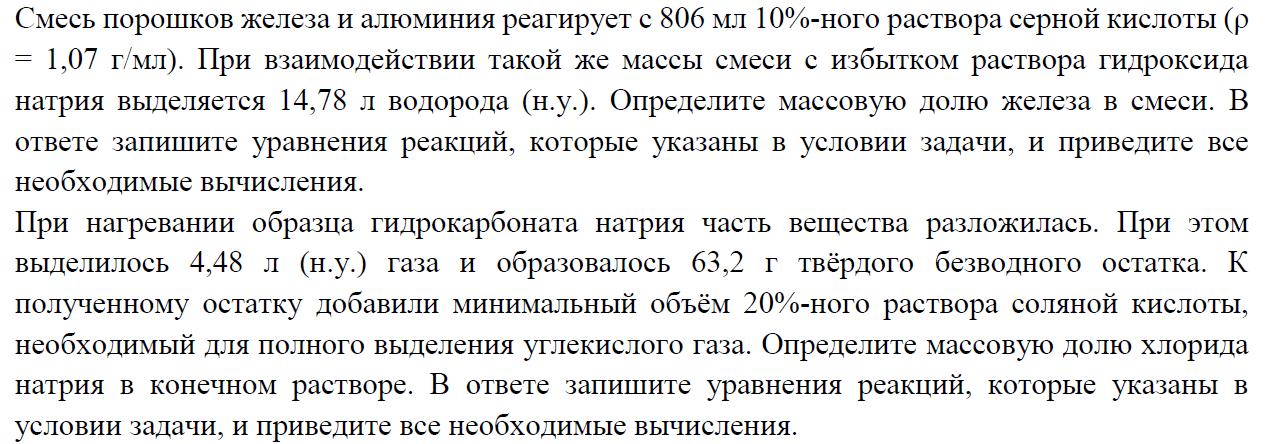 Смесь порошков железа и алюминия реагирует с 806 мл 10%-ного раствора серной кислоты (ρ
= 1,07 г/мл). При взаимодействии такой же массы смеси с избытком раствора гидроксида
натрия выделяется 14,78 л водорода (н.у.). Определите массовую долю железа в смеси. В
ответе запишите уравнения реакций, которые указаны в условии задачи, и приведите все
необходимые вычисления.
При нагревании образца гидрокарбоната натрия часть вещества разложилась. При этом
выделилось 4,48 л (н.у.) газа и образовалось 63,2 г твёрдого безводного остатка. К
полученному остатку добавили минимальный объём 20%-ного раствора соляной кислоты,
необходимый для полного выделения углекислого газа. Определите массовую долю хлорида
натрия в конечном растворе. В ответе запишите уравнения реакций, которые указаны в
условии задачи, и приведите все необходимые вычисления.